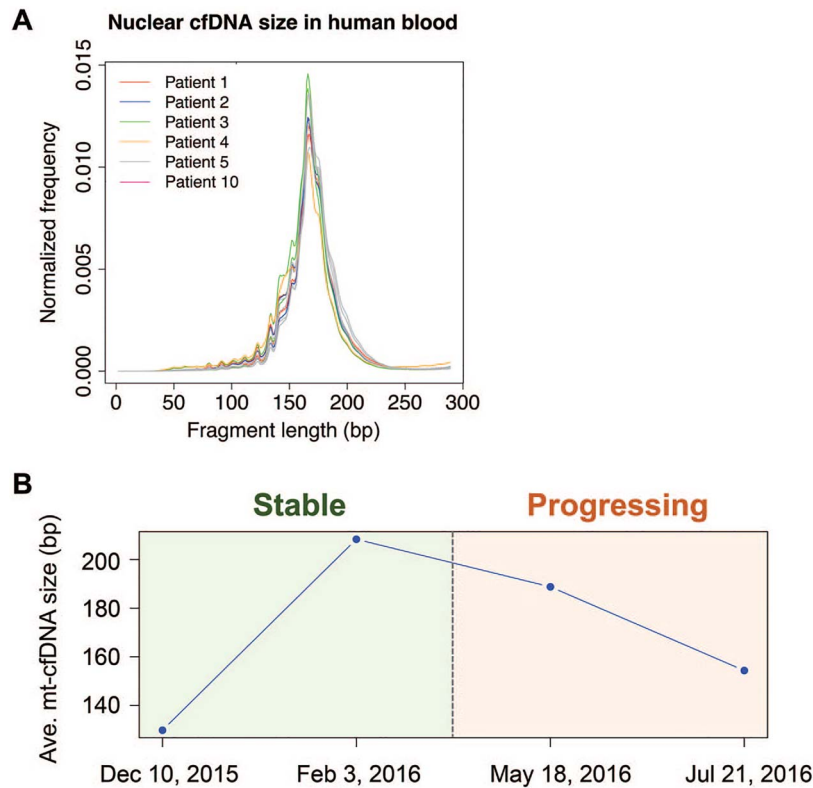 A
Nuclear cfDNA size in human blood
Normalized frequency
0.015
0.010
0.005
0.000
Patient 1
Patient 2
Patient 3
Patient 4
Patient 5
Patient 10
0 50 100 150 200 250 300
Fragment length (bp)
B
Stable Progressing
Ave. mt-cfDNA size (bp)
200
180
160
140
Dec 10, 2015 Feb 3, 2016 May 18, 2016 Jul 21, 2016